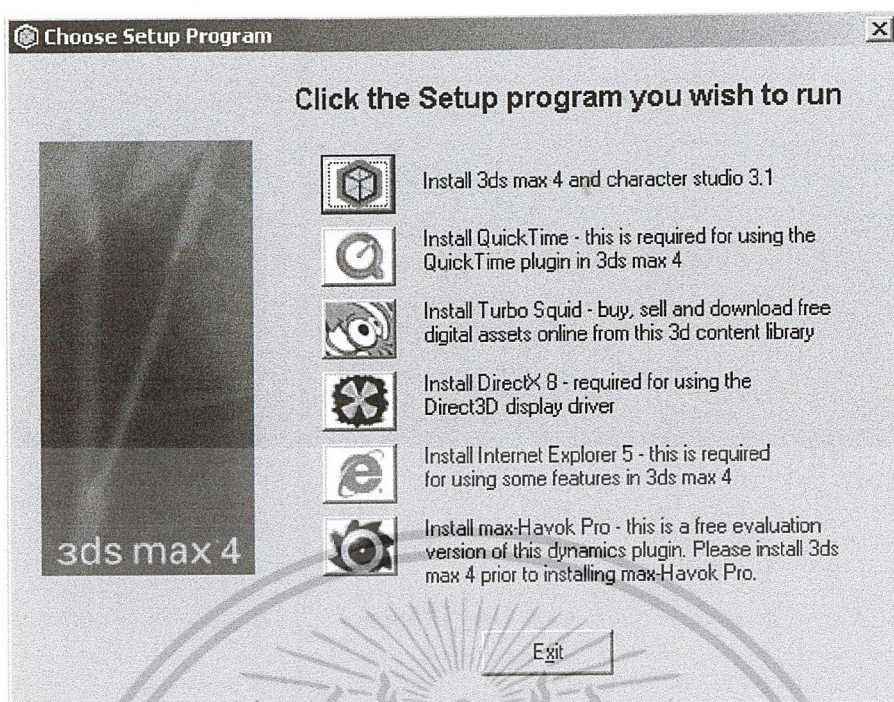 Choose Setup Program
Click the Setup program you wish to run
Install 3ds max 4 and character studio 3.1
Install QuickTime - this is required for using the
QuickTime plugin in 3ds max 4
Install Turbo Squid - buy, sell and download free
digital assets online from this 3d content library
Install DirectX 8 - required for using the
Direct3D display driver
Install Internet Explorer 5 - this is required
for using some features in 3ds max 4
Install max-Havok Pro - this is a free evaluation
version of this dynamics plugin. Please install 3ds
max 4 prior to installing max-Havok Pro.
3ds max 4
Exit